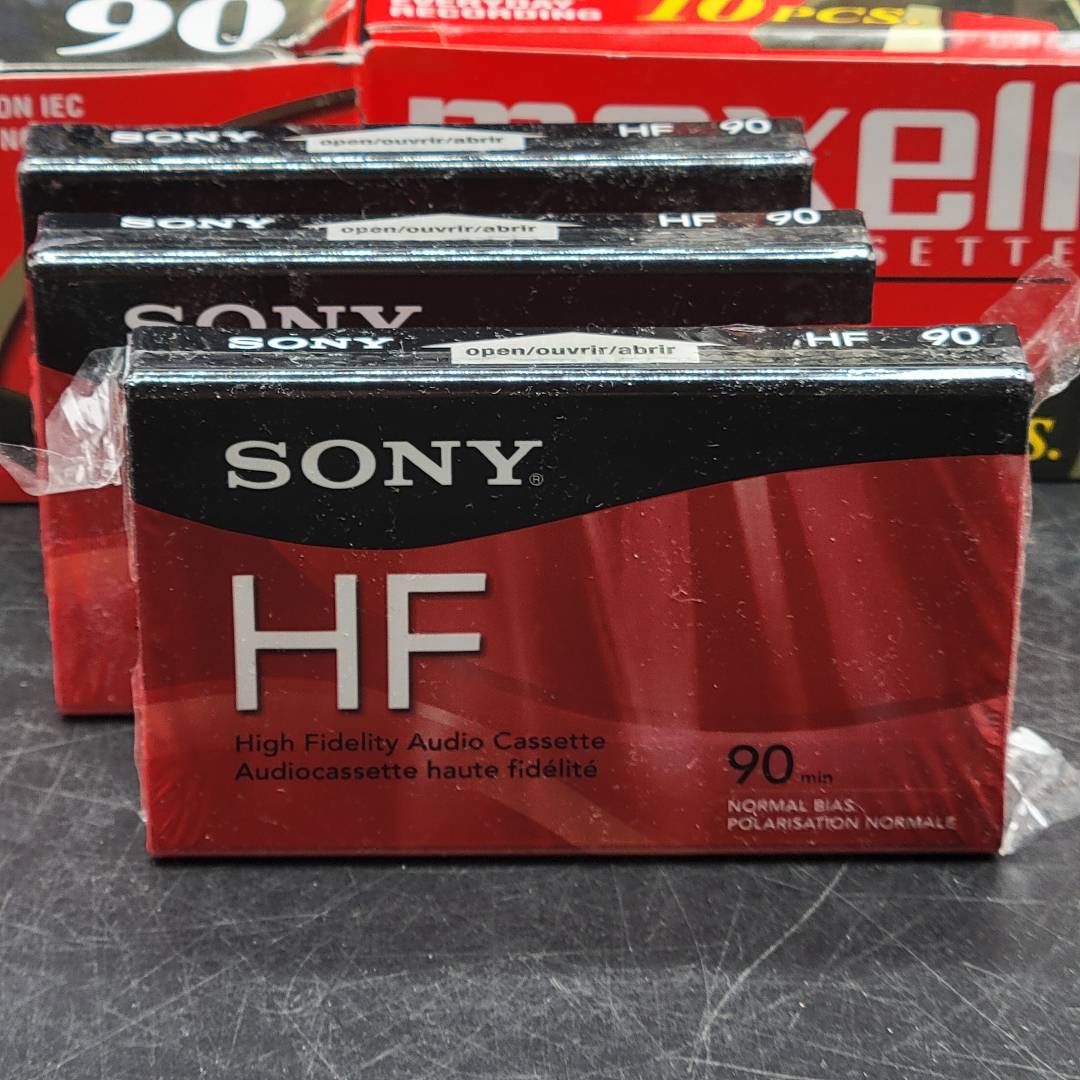 90
EVERYDAY
RECORDING
10 PCS.
ON IEC
maxell
SETTE
SONY open/ouvrir/abrir HF 90
SONY open/ouvrir/abrir HF 90
SONY
SONY open/ouvrir/abrir HF 90
SONY®
S.
HF
High Fidelity Audio Cassette
Audiocassette haute fidélité
90 min
NORMAL BIAS
POLARISATION NORMALE